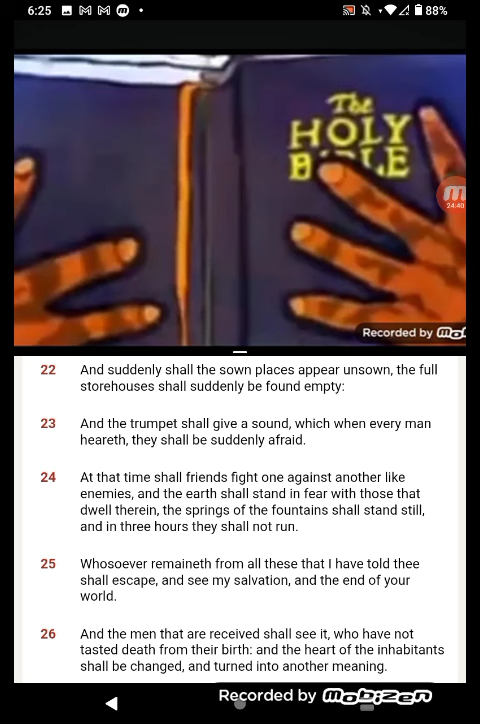 6:25
88%
The
HOLY
B LE
24:40
Recorded by mo
22 And suddenly shall the sown places appear unsown, the full
storehouses shall suddenly be found empty:
23 And the trumpet shall give a sound, which when every man
heareth, they shall be suddenly afraid.
24 At that time shall friends fight one against another like
enemies, and the earth shall stand in fear with those that
dwell therein, the springs of the fountains shall stand still,
and in three hours they shall not run.
25 Whosoever remaineth from all these that I have told thee
shall escape, and see my salvation, and the end of your
world.
26 And the men that are received shall see it, who have not
tasted death from their birth: and the heart of the inhabitants
shall be changed, and turned into another meaning.
Recorded by mobizen